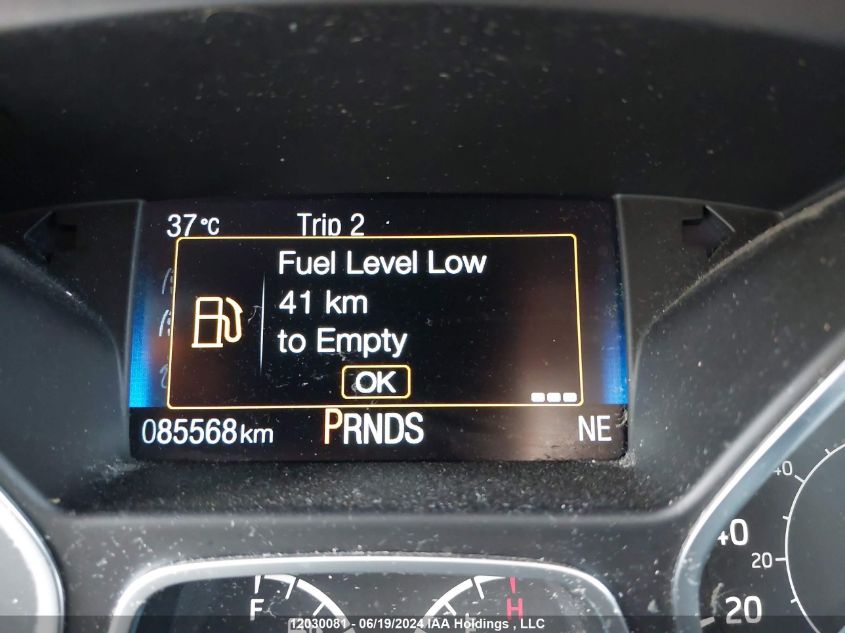 37°C Trip 2
Fuel Level Low
41 km
to Empty
OK
085568km PRNDS NE
40
40
20
20
F H
12030081 - 06/19/2024 IAA Holdings , LLC